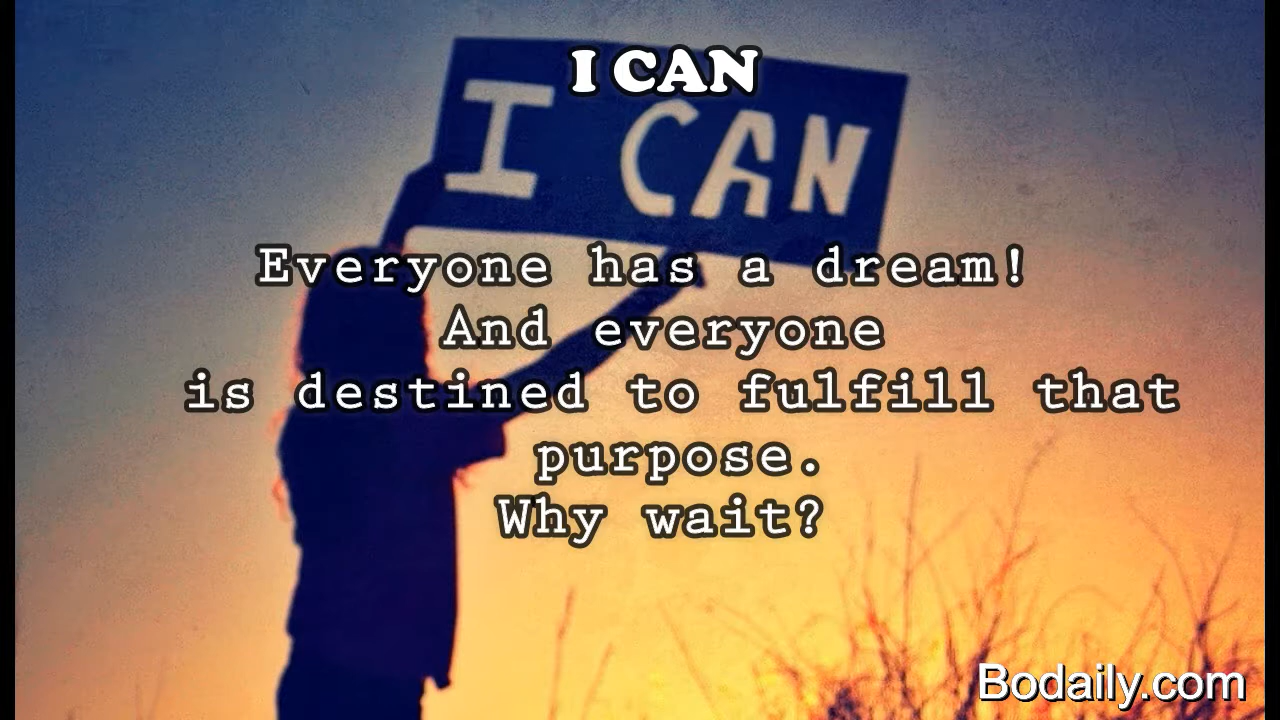 I CAN
I CAN
Everyone has a dream!
And everyone
is destined to fulfill that
purpose.
Why wait?
Bodaily.com